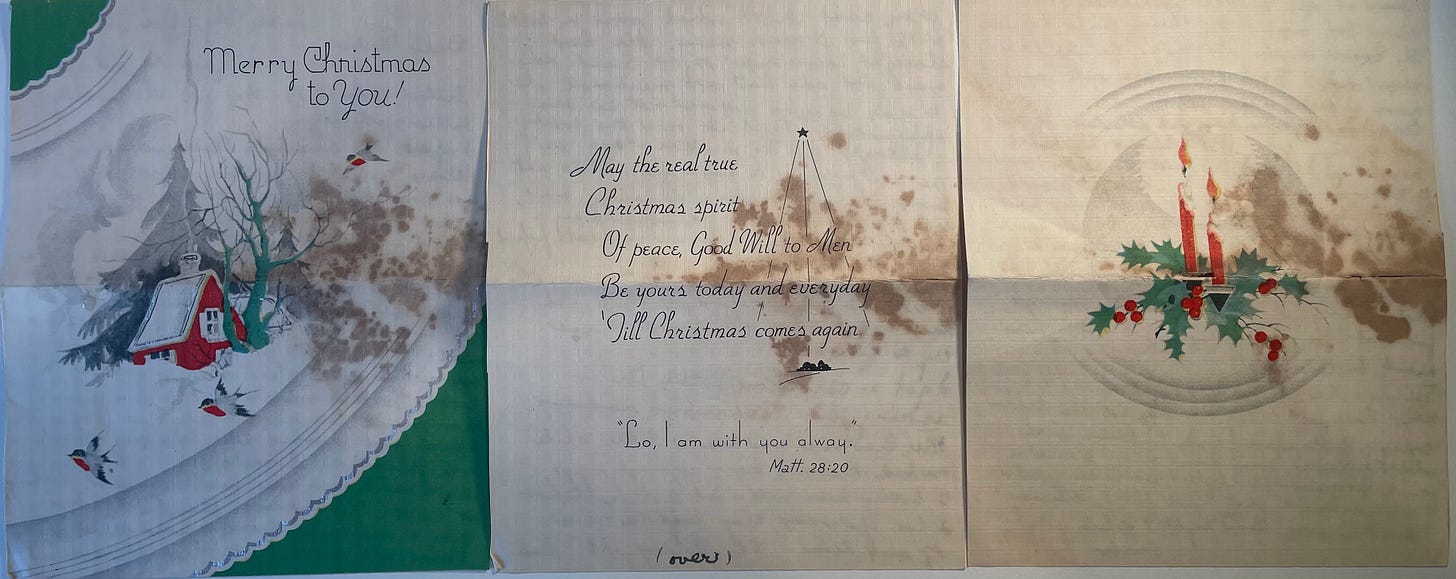 Merry Christmas
to You!
May the real true
Christmas spirit
Of peace, Good Will to Men
Be yours today and everyday
'Till Christmas comes again
"Lo, I am with you alway."
Matt. 28:20
(over)